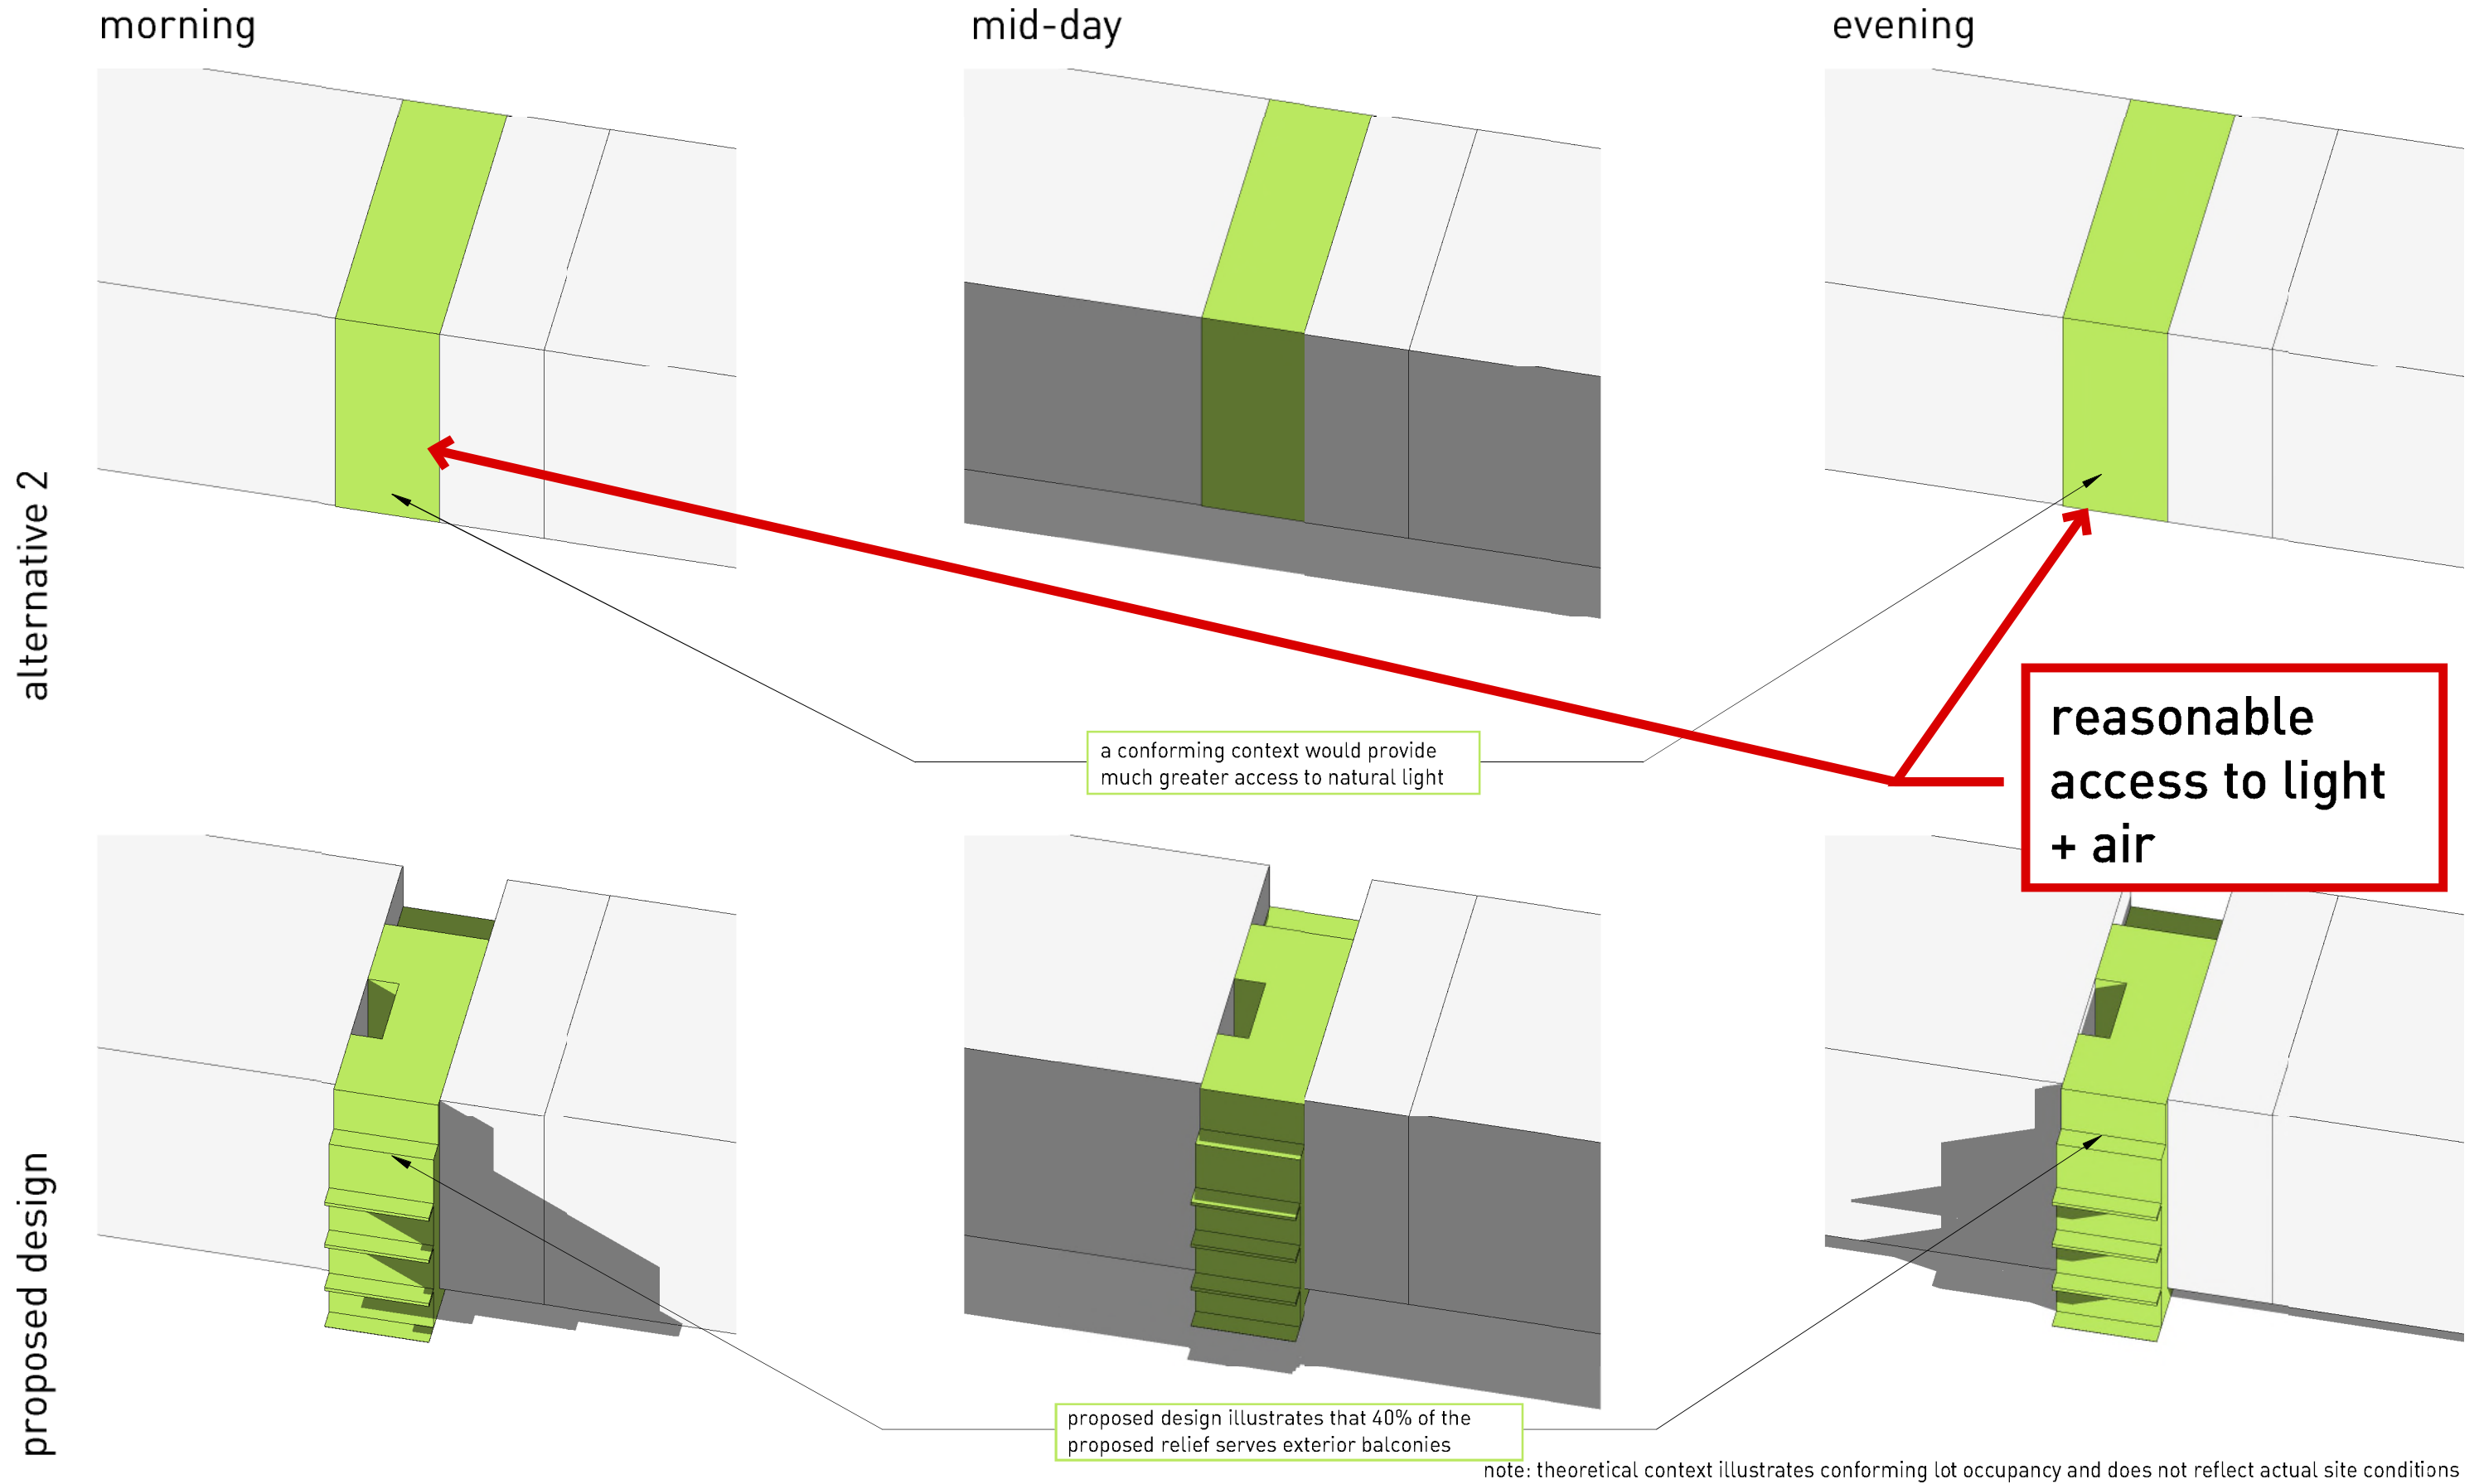 morning
mid-day
evening
alternative 2
a conforming context would provide
much greater access to natural light
reasonable
access to light
+ air
proposed design
proposed design illustrates that 40% of the
proposed relief serves exterior balconies
note: theoretical context illustrates conforming lot occupancy and does not reflect actual site conditions